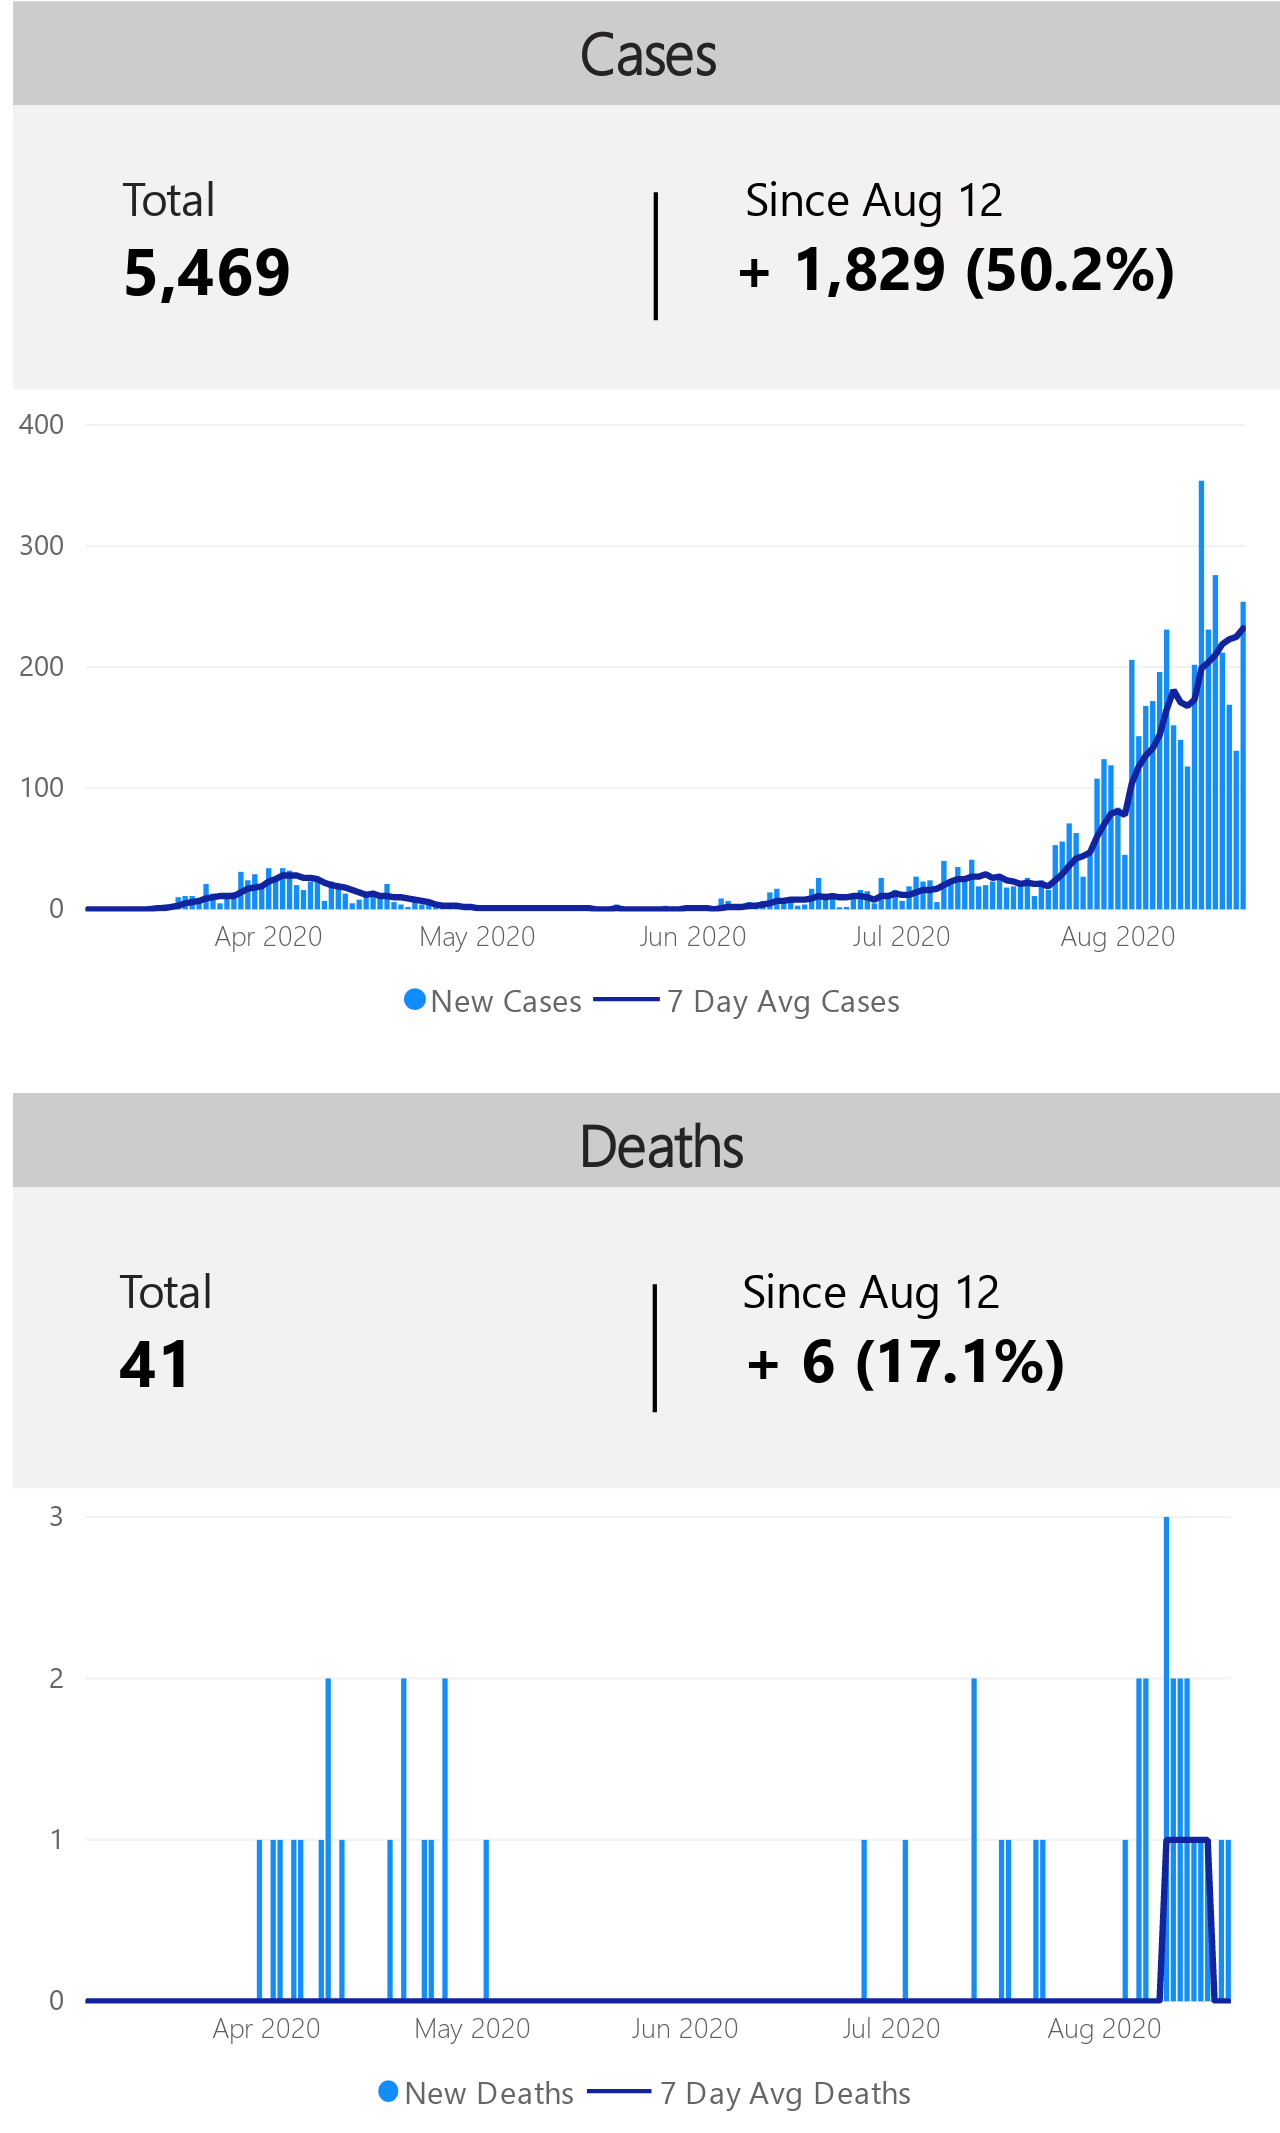 Cases
Total
Since Aug 12
5,469
+ 1,829 (50.2%)
400
300
200
100
0
Apr 2020 May 2020 Jun 2020 Jul 2020 Aug 2020
New Cases 7 Day Avg Cases
Deaths
Total
Since Aug 12
41
+ 6 (17.1%)
3
2
1
0
Apr 2020 May 2020 Jun 2020 Jul 2020 Aug 2020
New Deaths 7 Day Avg Deaths